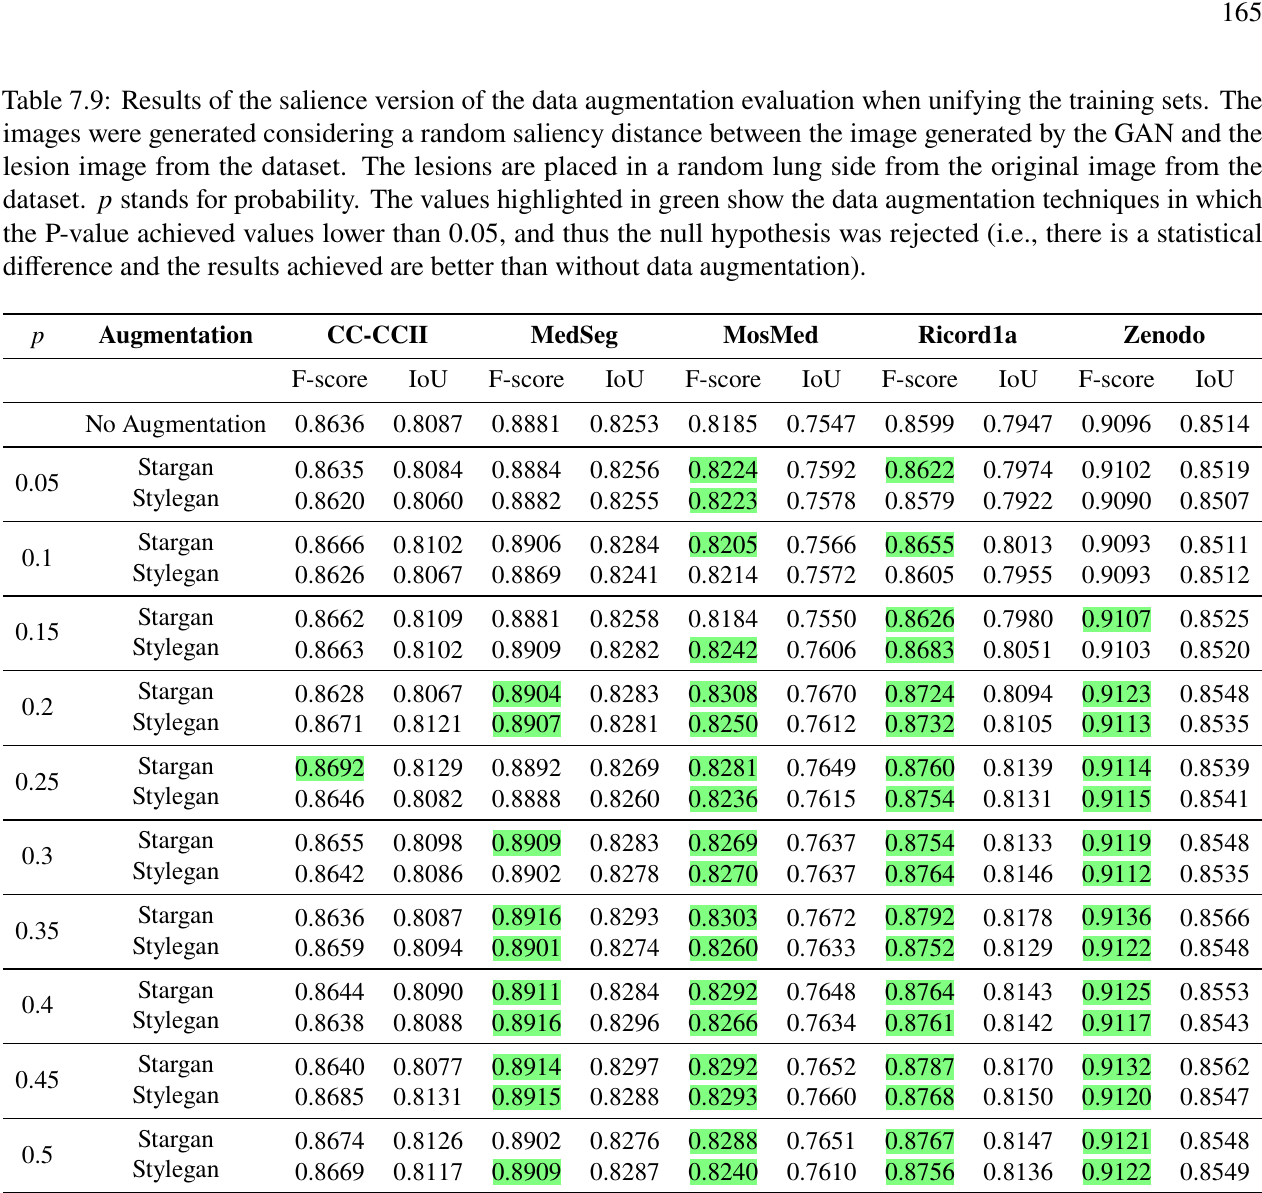 165
Table 7.9: Results of the salience version of the data augmentation evaluation when unifying the training sets. The
images were generated considering a random saliency distance between the image generated by the GAN and the
lesion image from the dataset. The lesions are placed in a random lung side from the original image from the
dataset. p stands for probability. The values highlighted in green show the data augmentation techniques in which
the P-value achieved values lower than 0.05, and thus the null hypothesis was rejected (i.e., there is a statistical
difference and the results achieved are better than without data augmentation).
p Augmentation CC-CCII MedSeg MosMed Ricord1a Zenodo
F-score IoU F-score IoU F-score IoU F-score IoU F-score IoU
No Augmentation 0.8636 0.8087 0.8881 0.8253 0.8185 0.7547 0.8599 0.7947 0.9096 0.8514
0.05
Stargan 0.8635 0.8084 0.8884 0.8256 0.8224 0.7592 0.8622 0.7974 0.9102 0.8519
Stylegan 0.8620 0.8060 0.8882 0.8255 0.8223 0.7578 0.8579 0.7922 0.9090 0.8507
0.1
Stargan 0.8666 0.8102 0.8906 0.8284 0.8205 0.7566 0.8655 0.8013 0.9093 0.8511
Stylegan 0.8626 0.8067 0.8869 0.8241 0.8214 0.7572 0.8605 0.7955 0.9093 0.8512
0.15
Stargan 0.8662 0.8109 0.8881 0.8258 0.8184 0.7550 0.8626 0.7980 0.9107 0.8525
Stylegan 0.8663 0.8102 0.8909 0.8282 0.8242 0.7606 0.8683 0.8051 0.9103 0.8520
0.2
Stargan 0.8628 0.8067 0.8904 0.8283 0.8308 0.7670 0.8724 0.8094 0.9123 0.8548
Stylegan 0.8671 0.8121 0.8907 0.8281 0.8250 0.7612 0.8732 0.8105 0.9113 0.8535
0.25
Stargan 0.8692 0.8129 0.8892 0.8269 0.8281 0.7649 0.8760 0.8139 0.9114 0.8539
Stylegan 0.8646 0.8082 0.8888 0.8260 0.8236 0.7615 0.8754 0.8131 0.9115 0.8541
0.3
Stargan 0.8655 0.8098 0.8909 0.8283 0.8269 0.7637 0.8754 0.8133 0.9119 0.8548
Stylegan 0.8642 0.8086 0.8902 0.8278 0.8270 0.7637 0.8764 0.8146 0.9112 0.8535
0.35
Stargan 0.8636 0.8087 0.8916 0.8293 0.8303 0.7672 0.8792 0.8178 0.9136 0.8566
Stylegan 0.8659 0.8094 0.8901 0.8274 0.8260 0.7633 0.8752 0.8129 0.9122 0.8548
0.4
Stargan 0.8644 0.8090 0.8911 0.8284 0.8292 0.7648 0.8764 0.8143 0.9125 0.8553
Stylegan 0.8638 0.8088 0.8916 0.8296 0.8266 0.7634 0.8761 0.8142 0.9117 0.8543
0.45
Stargan 0.8640 0.8077 0.8914 0.8297 0.8292 0.7652 0.8787 0.8170 0.9132 0.8562
Stylegan 0.8685 0.8131 0.8915 0.8288 0.8293 0.7660 0.8768 0.8150 0.9120 0.8547
0.5
Stargan 0.8674 0.8126 0.8902 0.8276 0.8288 0.7651 0.8767 0.8147 0.9121 0.8548
Stylegan 0.8669 0.8117 0.8909 0.8287 0.8240 0.7610 0.8756 0.8136 0.9122 0.8549